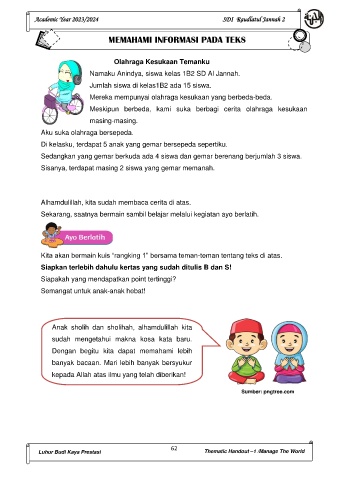 Academic Year 2023/2024
SDI Raudlatul Jannah 2
MEMAHAMI INFORMASI PADA TEKS
Olahraga Kesukaan Temanku
Namaku Anindya, siswa kelas 1B2 SD Al Jannah.
Jumlah siswa di kelas1B2 ada 15 siswa.
Mereka mempunyai olahraga kesukaan yang berbeda-beda.
Meskipun berbeda, kami suka berbagi cerita olahraga kesukaan
masing-masing.
Aku suka olahraga bersepeda.
Di kelasku, terdapat 5 anak yang gemar bersepeda sepertiku.
Sedangkan yang gemar berkuda ada 4 siswa dan gemar berenang berjumlah 3 siswa.
Sisanya, terdapat masing 2 siswa yang gemar memanah.
Alhamdulillah, kita sudah membaca cerita di atas.
Sekarang, saatnya bermain sambil belajar melalui kegiatan ayo berlatih.
Ayo Berlatih
Kita akan bermain kuis "rangking 1" bersama teman-teman tentang teks di atas.
Siapkan terlebih dahulu kertas yang sudah ditulis B dan S!
Siapakah yang mendapatkan point tertinggi?
Semangat untuk anak-anak hebat!
Anak sholih dan sholihah, alhamdulillah kita
sudah mengetahui makna kosa kata baru.
Dengan begitu kita dapat memahami lebih
banyak bacaan. Mari lebih banyak bersyukur
kepada Allah atas ilmu yang telah diberikan!
Sumber: pngtree.com
Luhur Budi Kaya Prestasi
62
Thematic Handout –1 Manage The World